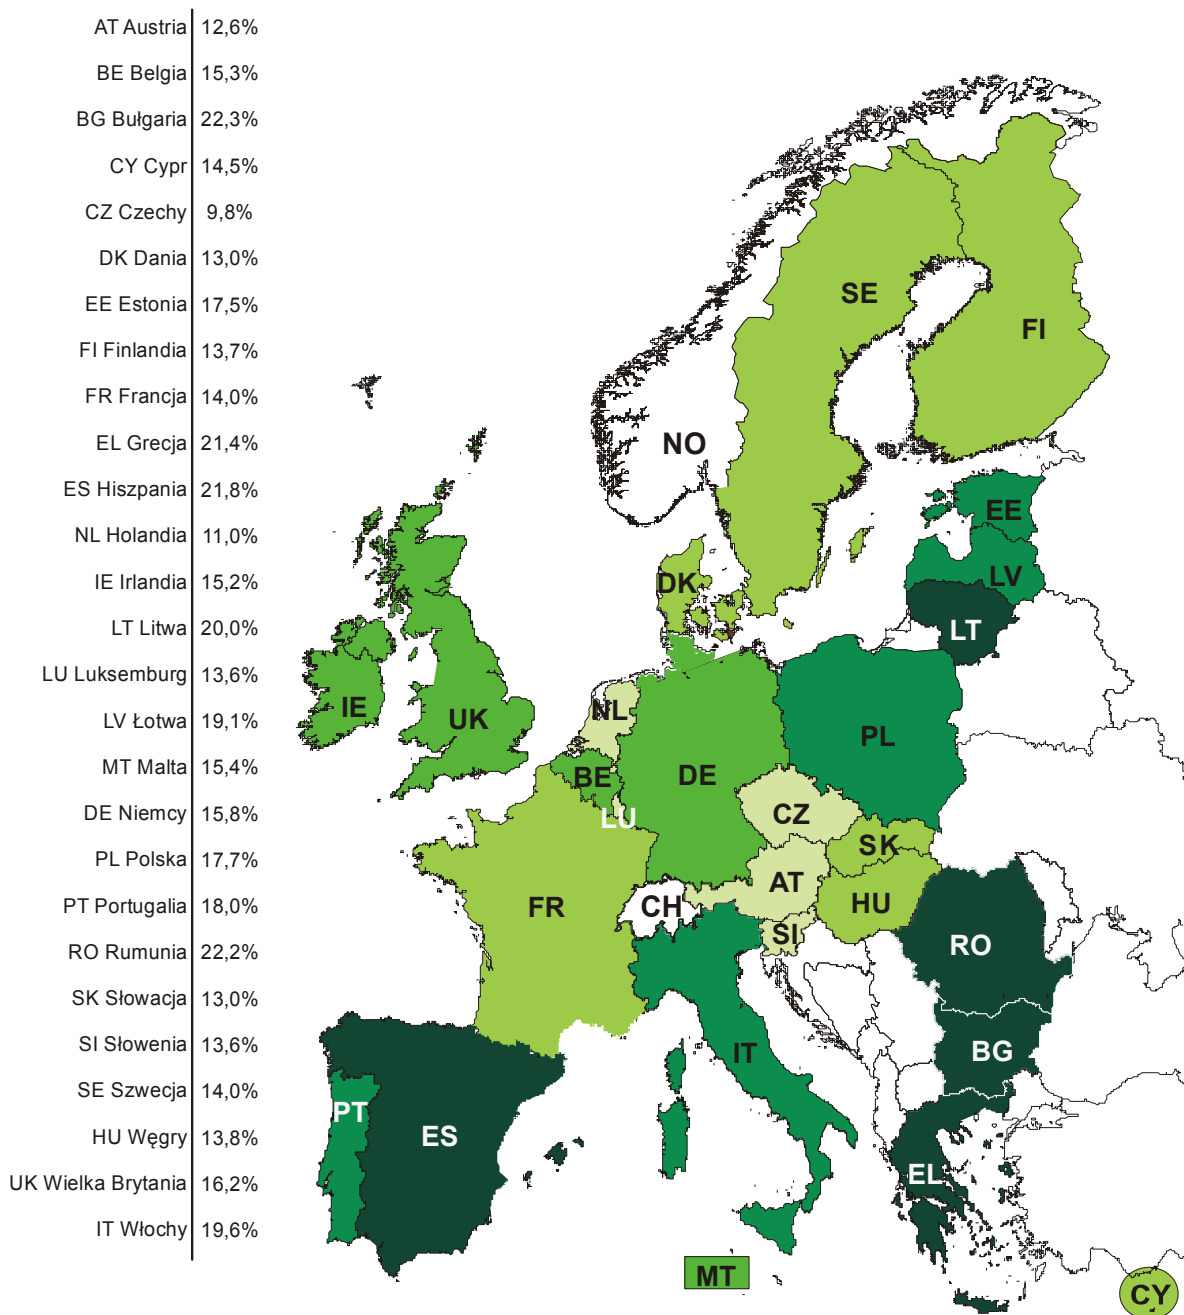 AT Austria 12,6%
BE Belgia 15,3%
BG Bułgaria 22,3%
CY Cypr 14,5%
CZ Czechy 9,8%
DK Dania 13,0%
EE Estonia 17,5%
FI Finlandia 13,7%
FR Francja 14,0%
EL Grecja 21,4%
ES Hiszpania 21,8%
NL Holandia 11,0%
IE Irlandia 15,2%
LT Litwa 20,0%
LU Luksemburg 13,6%
LV Łotwa 19,1%
MT Malta 15,4%
DE Niemcy 15,8%
PL Polska 17,7%
PT Portugalia 18,0%
RO Rumunia 22,2%
SK Słowacja 13,0%
SI Słowenia 13,6%
SE Szwecja 14,0%
HU Węgry 13,8%
UK Wielka Brytania 16,2%
IT Włochy 19,6%
SE
FI
NO
EE
LV
DK
LT
IE
UK
NL
PL
BE
DE
LU
CZ
SK
AT
FR
CH
HU
SI
RO
IT
BG
PT
ES
EL
MT
CY